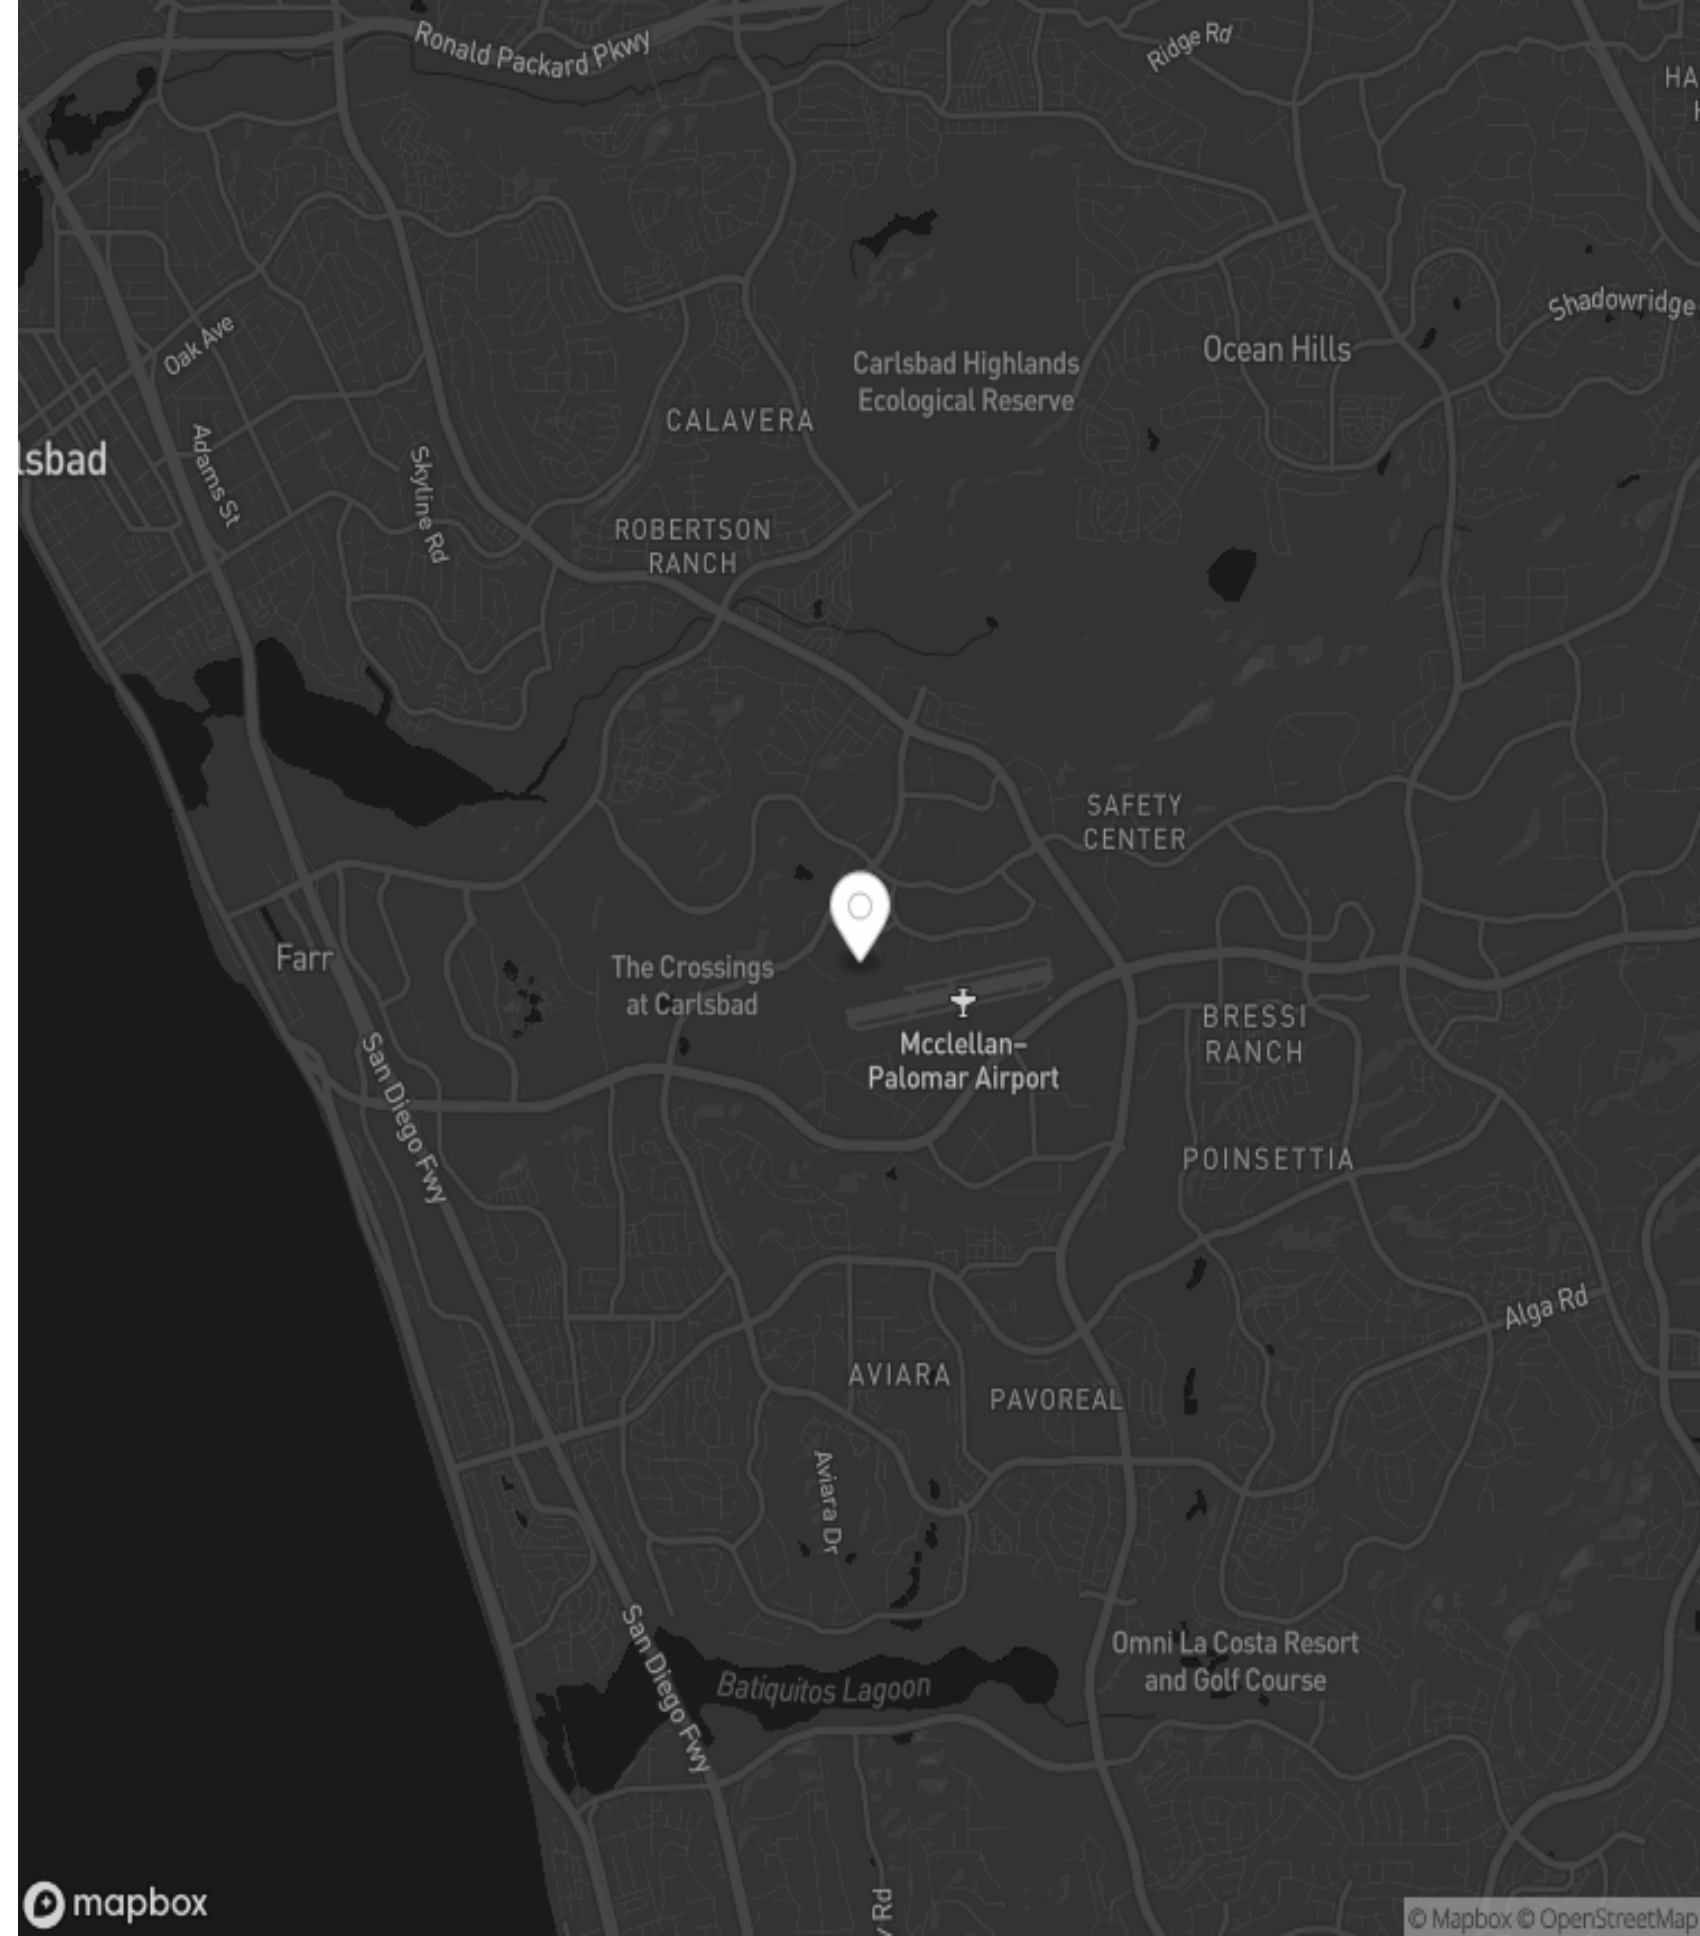 Ronald Packard Pkwy
Ridge Rd
HA
Shadowridge
Oak Ave
Ocean Hills
Carlsbad Highlands
Ecological Reserve
CALAVERA
lsbad
Adams St
Skyline Rd
ROBERTSON
RANCH
SAFETY
CENTER
Farr
The Crossings
at Carlsbad
Mcclellan–
Palomar Airport
BRESSI
RANCH
San Diego Fwy
POINSETTIA
Alga Rd
AVIARA
PAVOREAL
Aviara Dr
San Diego Fwy
Omni La Costa Resort
and Golf Course
Batiquitos Lagoon
Rd
mapbox
© Mapbox © OpenStreetMap